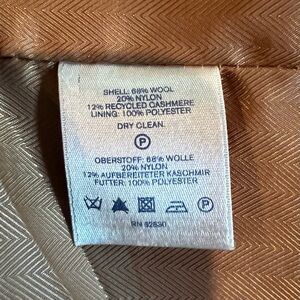 SHELL: 68% WOOL
20% NYLON
12% RECYCLED CASHMERE
LINING: 100% POLYESTER
DRY CLEAN.
P
OBERSTOFF: 68% WOLLE
20% NYLON
12% AUFBEREITETER KASCHMIR
FUTTER: 100% POLYESTER
P
RN 62830